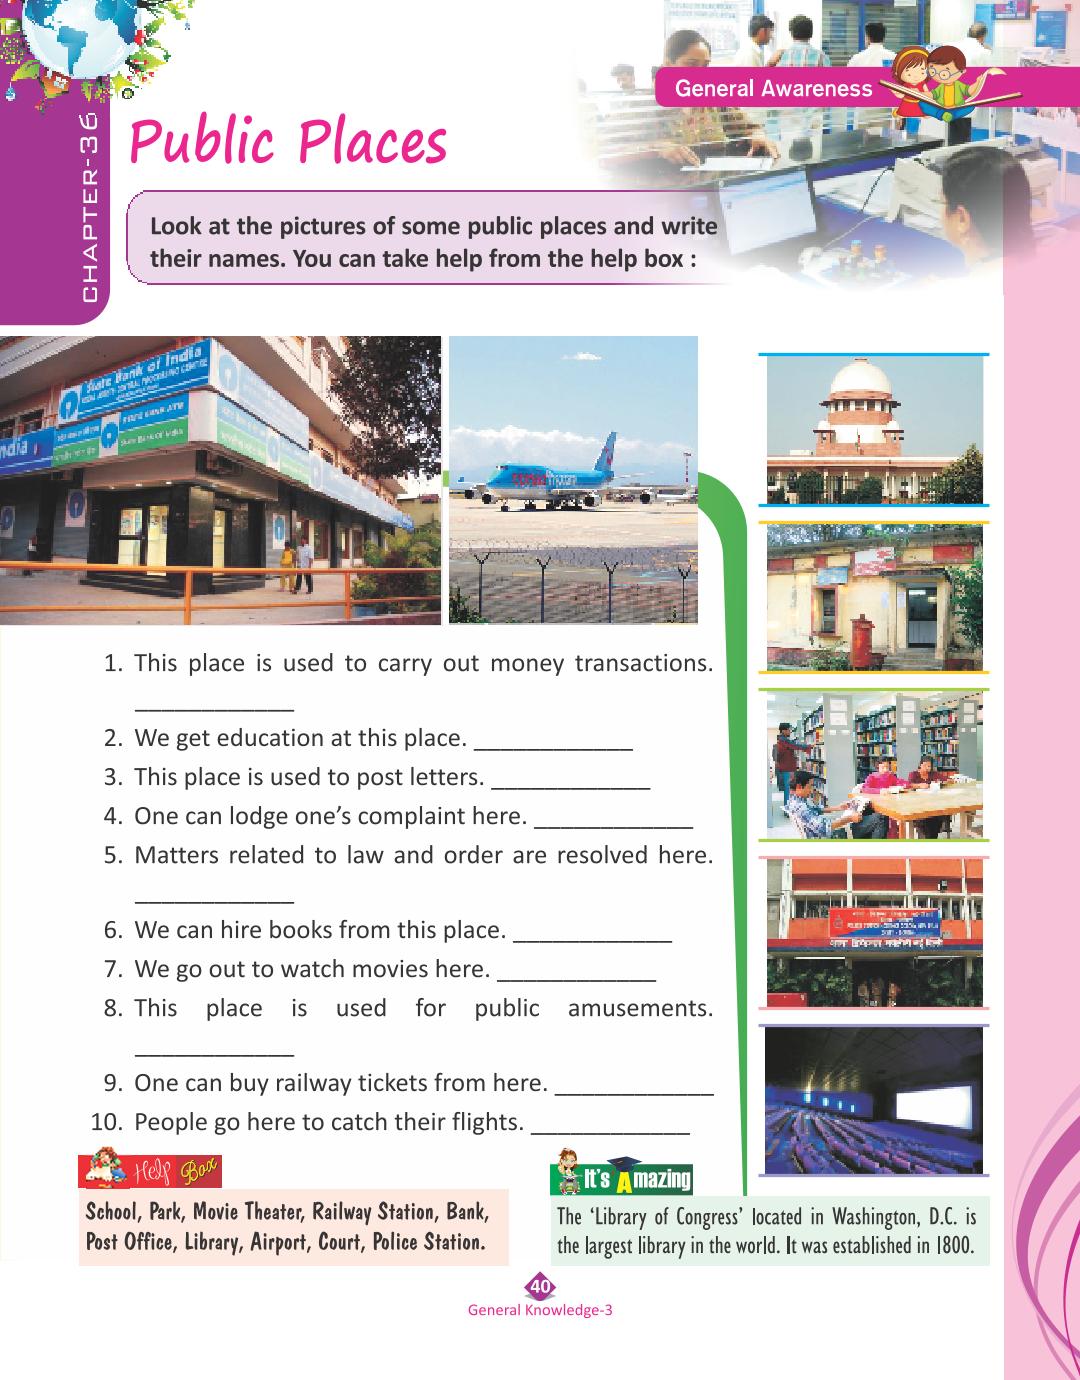 General Awareness
CHAPTER-36
Public Places
Look at the pictures of some public places and write
their names. You can take help from the help box :
State Bank of India
STATE BANK ATM
State Bank Of India
India
1. This place is used to carry out money transactions.
____________
2. We get education at this place. ____________
3. This place is used to post letters. ____________
4. One can lodge one’s complaint here. ____________
5. Matters related to law and order are resolved here.
____________
6. We can hire books from this place. ____________
7. We go out to watch movies here. ____________
8. This place is used for public amusements.
____________
9. One can buy railway tickets from here. ____________
10. People go here to catch their flights. ____________
Help Box
School, Park, Movie Theater, Railway Station, Bank,
Post Office, Library, Airport, Court, Police Station.
It's Amazing
The ‘Library of Congress’ located in Washington, D.C. is
the largest library in the world. It was established in 1800.
40
General Knowledge-3